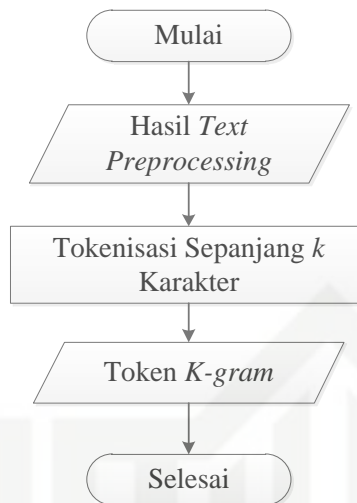 Mulai
Hasil Text
Preprocessing
Tokenisasi Sepanjang k
Karakter
Token K-gram
Selesai